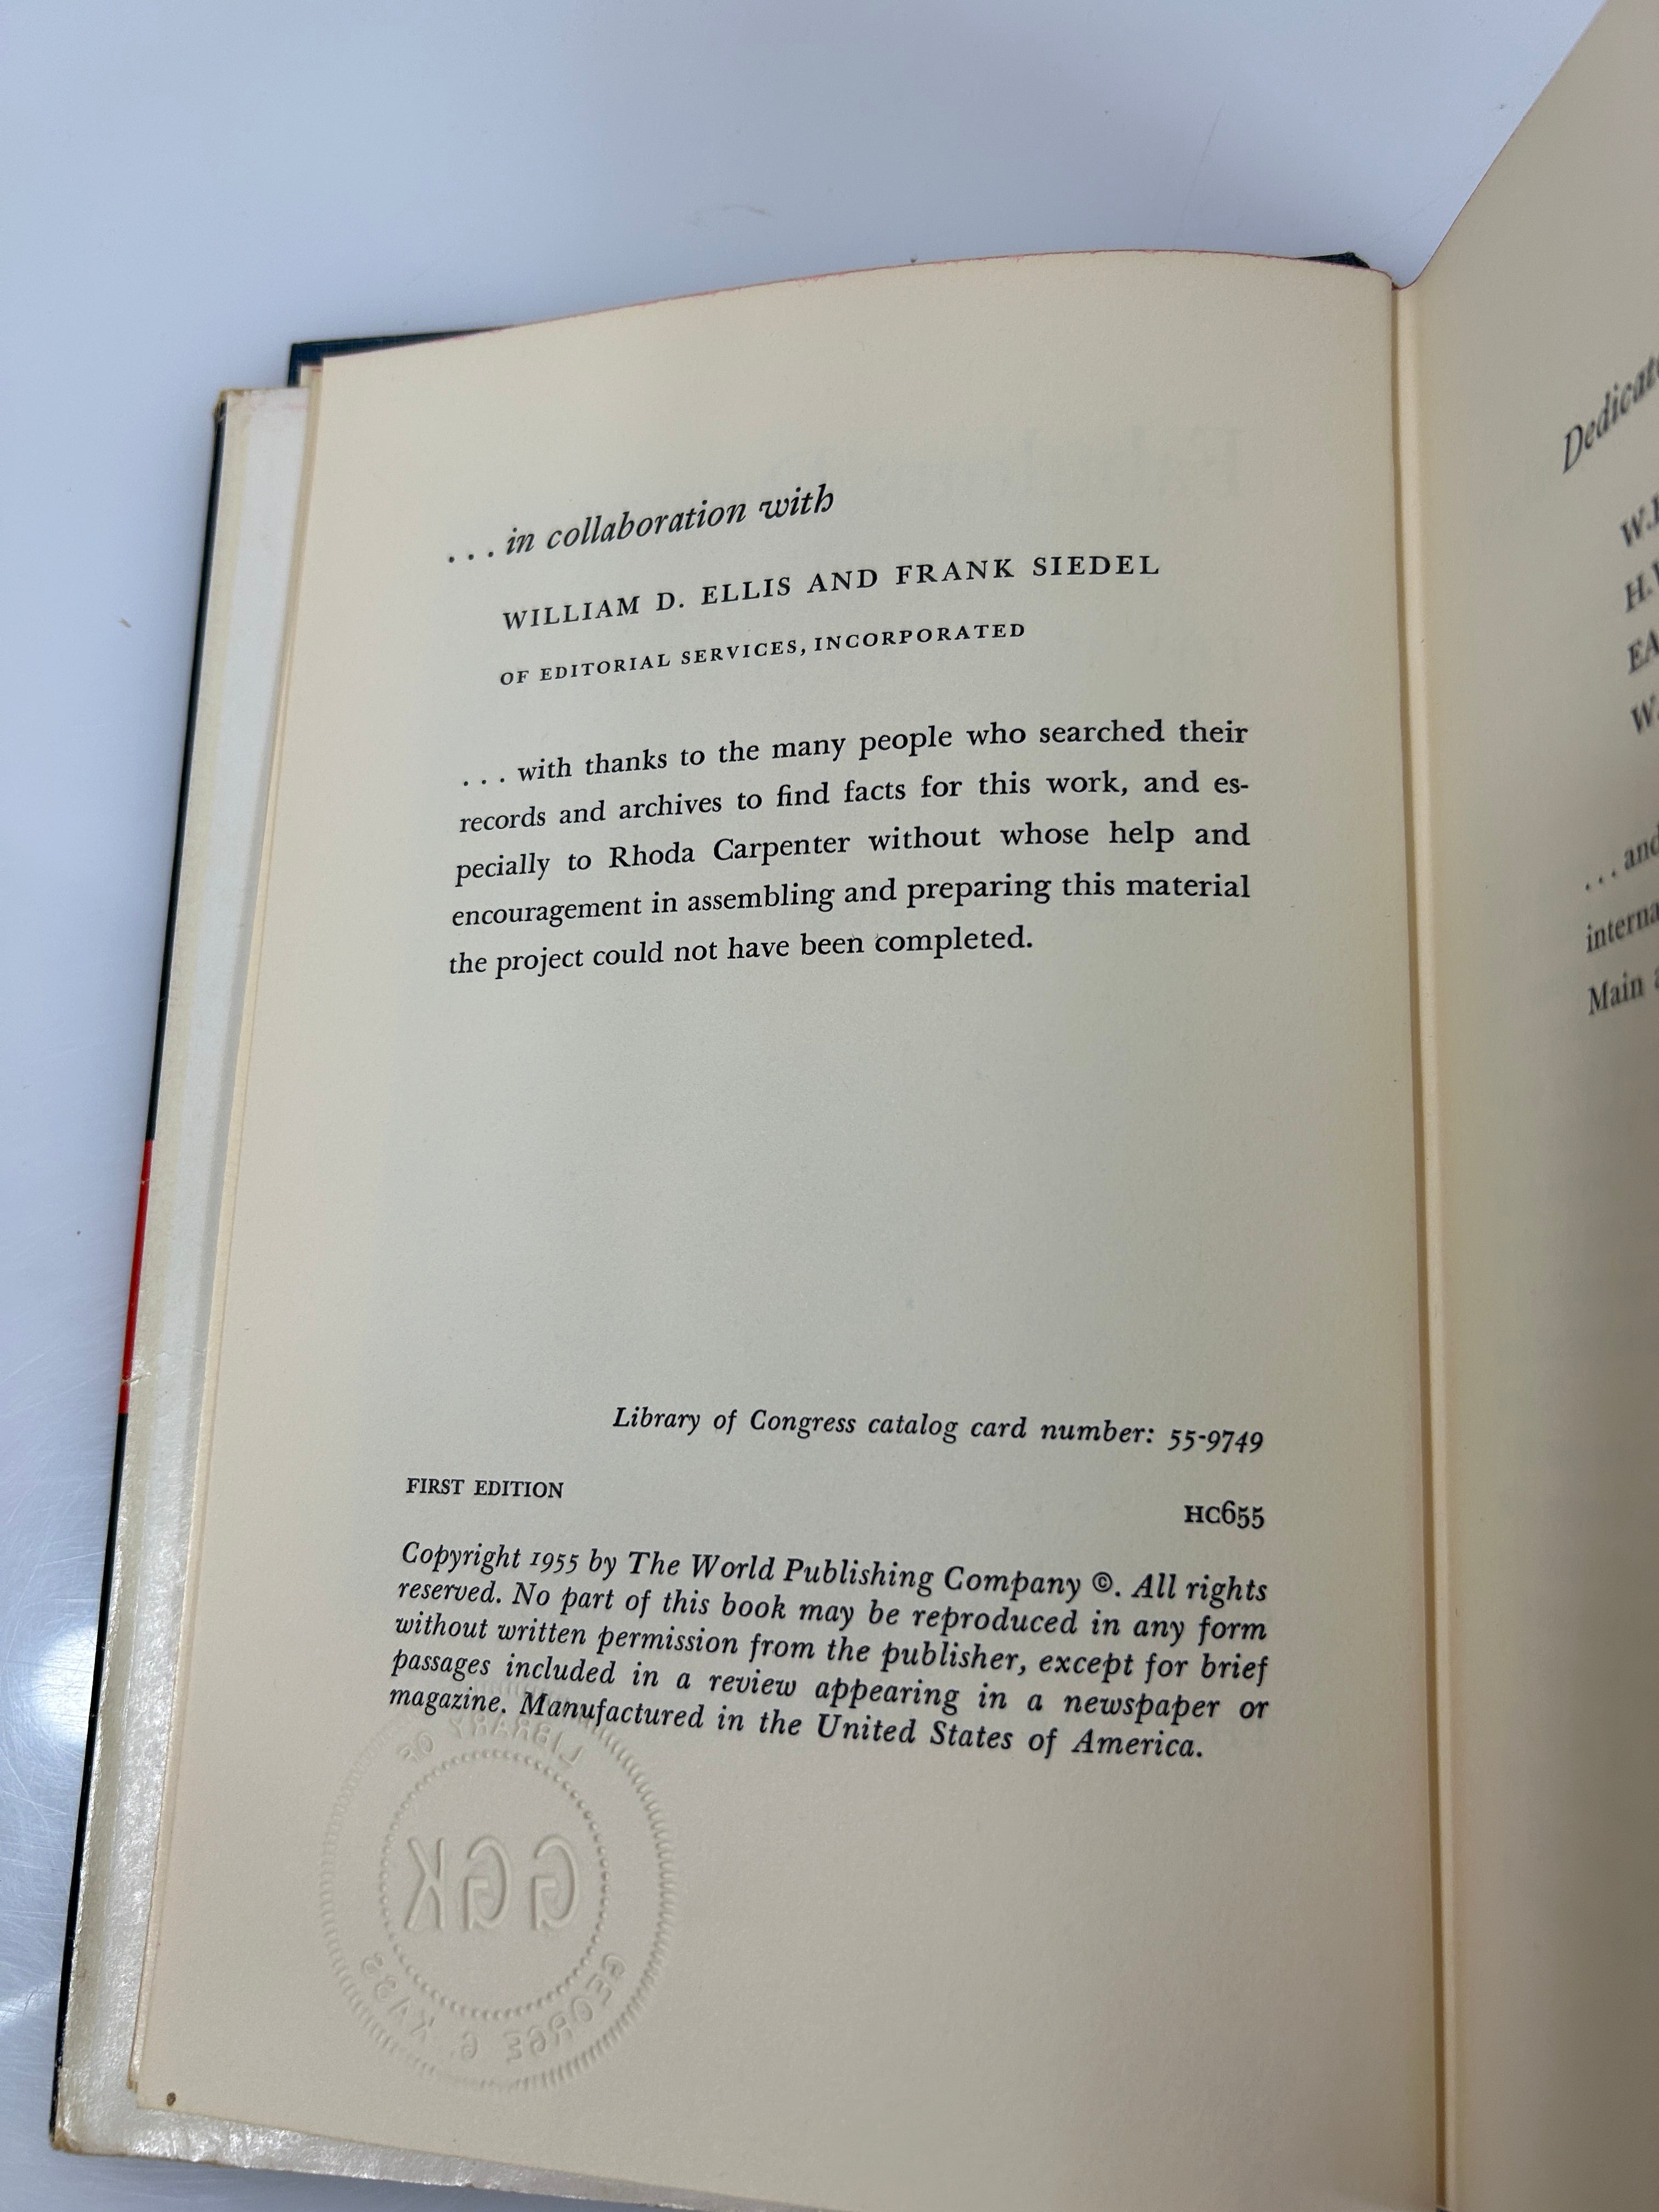 . . . in collaboration with
WILLIAM D. ELLIS AND FRANK SIEDEL
OF EDITORIAL SERVICES, INCORPORATED
. . . with thanks to the many people who searched their
records and archives to find facts for this work, and es-
pecially to Rhoda Carpenter without whose help and
encouragement in assembling and preparing this material
the project could not have been completed.
Library of Congress catalog card number: 55-9749
FIRST EDITION
HC655
Copyright 1955 by The World Publishing Company ©. All rights
reserved. No part of this book may be reproduced in any form
without written permission from the publisher, except for brief
passages included in a review appearing in a newspaper or
magazine. Manufactured in the United States of America.
LIBRARY OF
GGK
GEORGE G. KASS
W.
H.
. . . and
Main